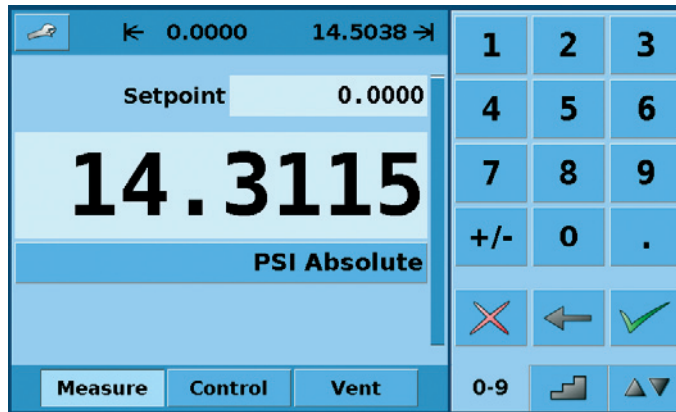 0.0000 14.5038
Setpoint 0.0000
14.3115
PSI Absolute
Measure Control Vent
1 2 3
4 5 6
7 8 9
+/- 0 .
0-9